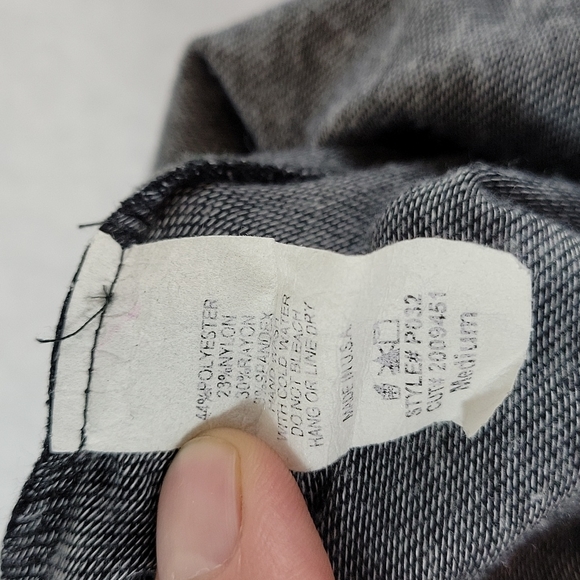 44%POLYESTER
23%NYLON
30%RAYON
SPANDEX
WITH COLD WATER
DO NOT BLEACH
HANG OR LINE DRY
MADE IN U.S.A
STYLE# P032
CUT# 2009451
Medium